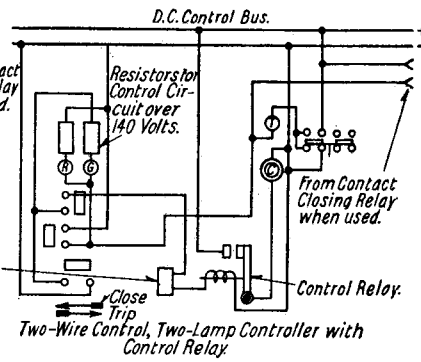 D.C. Control Bus.
Resistors for
Control Cir-
cuit over
140 Volts.
R
G
T
C
From Contact
Closing Relay
when used.
Control Relay.
Close
Trip
Two-Wire Control, Two-Lamp Controller with
Control Relay.